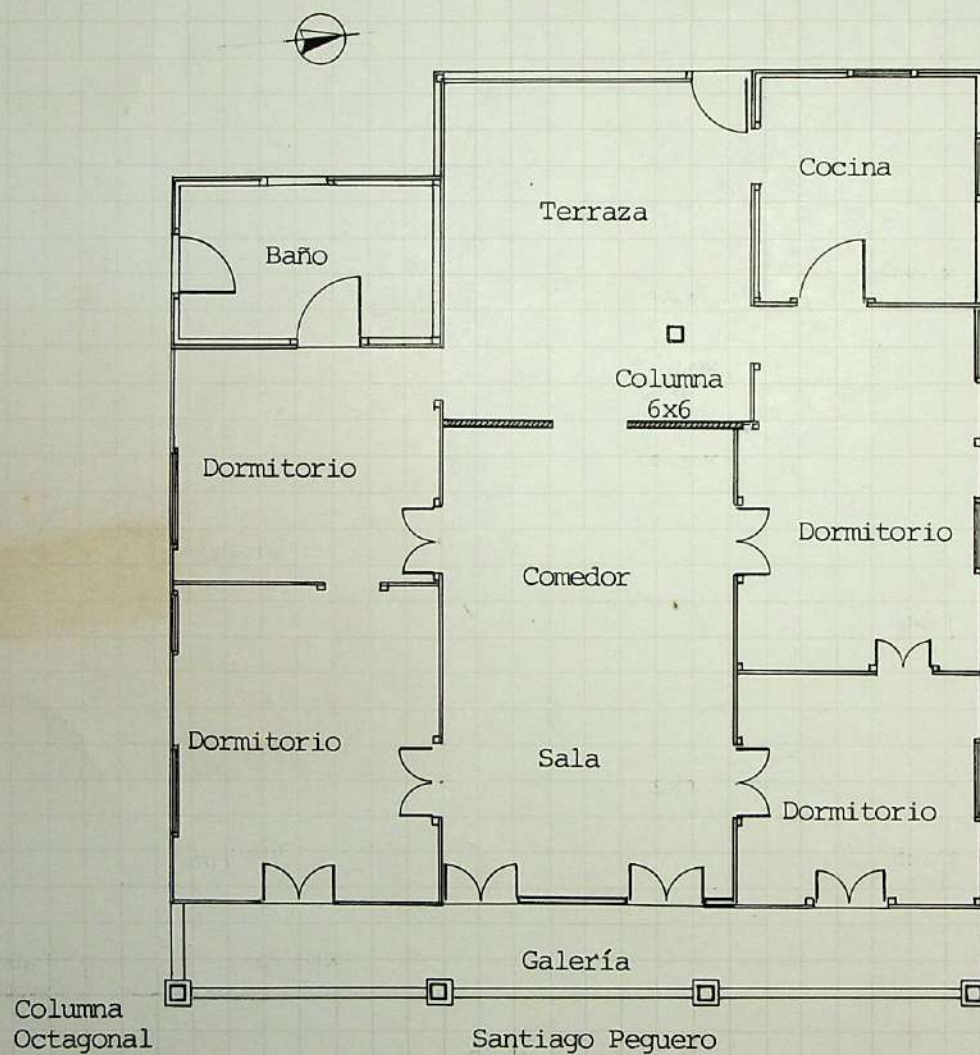 Cocina
Terraza
Baño
Columna
6x6
Dormitorio
Dormitorio
Comedor
Dormitorio
Sala
Dormitorio
Galería
Columna
Octagonal
Santiago Peguero